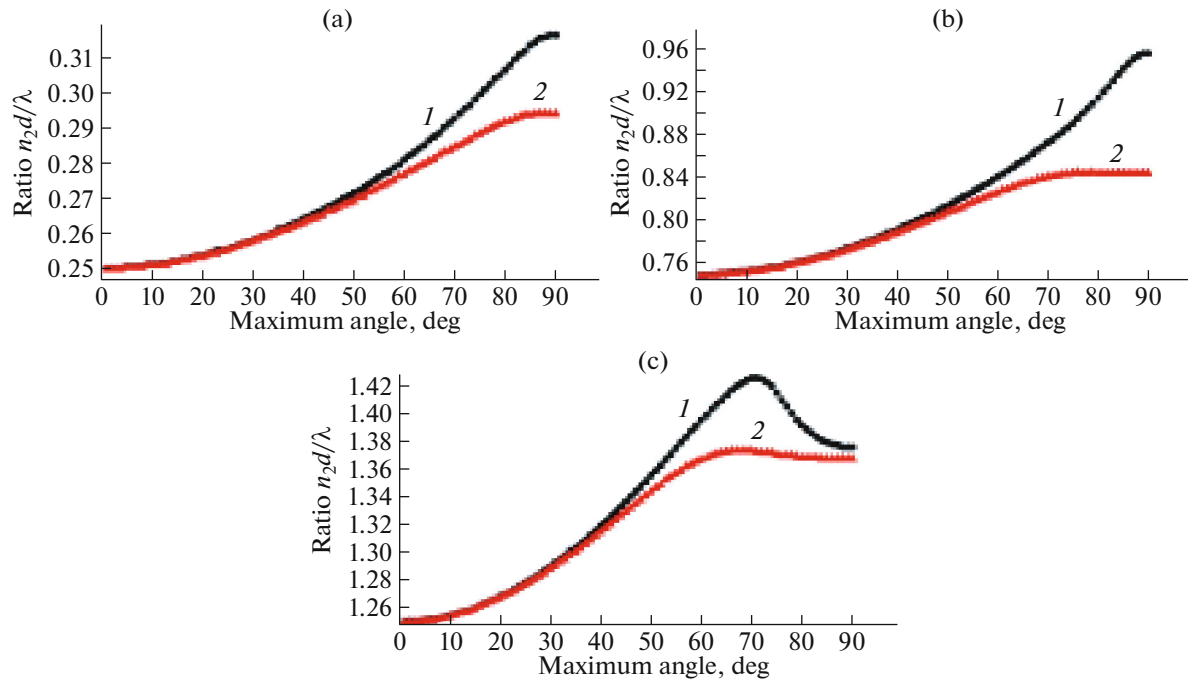 (a)
Ratio n₂d/λ
0.31
0.30
0.29
0.28
0.27
0.26
0.25
1
2
0 10 20 30 40 50 60 70 80 90
Maximum angle, deg
(b)
Ratio n₂d/λ
0.96
0.92
0.88
0.84
0.80
0.76
1
2
0 10 20 30 40 50 60 70 80 90
Maximum angle, deg
(c)
Ratio n₂d/λ
1.42
1.40
1.38
1.36
1.34
1.32
1.30
1.28
1.26
1
2
0 10 20 30 40 50 60 70 80 90
Maximum angle, deg